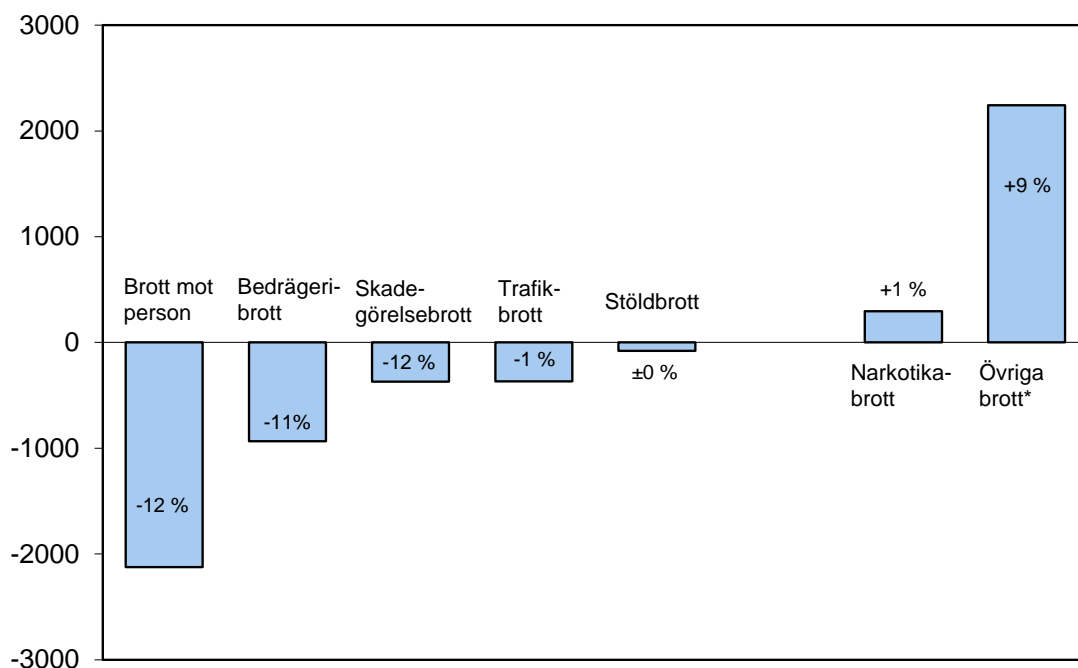 3000
2000
1000
0
-1000
-2000
-3000
Brott mot
person
Bedrägeri-
brott
Skade-
görelsebrott
Trafik-
brott
Stöldbrott
Narkotika-
brott
Övriga
brott*
-12 %
-11%
-12 %
-1 %
±0 %
+1 %
+9 %